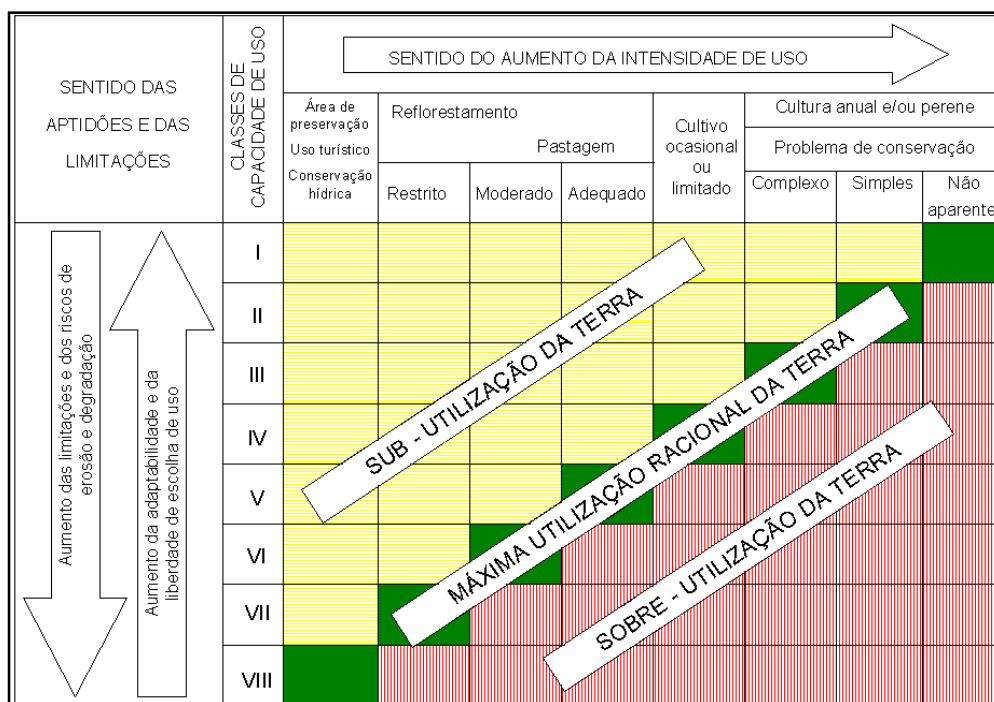 SENTIDO DAS
APTIDÕES E DAS
LIMITAÇÕES
CLASSES DE
CAPACIDADE DE USO
SENTIDO DO AUMENTO DA INTENSIDADE DE USO
Área de
preservação
Uso turístico
Conservação
hídrica
Reflorestamento
Pastagem
Restrito
Moderado
Adequado
Cultivo
ocasional
ou
limitado
Cultura anual e/ou perene
Problema de conservação
Complexo
Simples
Não
aparente
Aumento das limitações e dos riscos de
erosão e degradação
Aumento da adaptabilidade e da
liberdade de escolha de uso
I
II
III
IV
V
VI
VII
VIII
SUB - UTILIZAÇÃO DA TERRA
MÁXIMA UTILIZAÇÃO RACIONAL DA TERRA
SOBRE - UTILIZAÇÃO DA TERRA